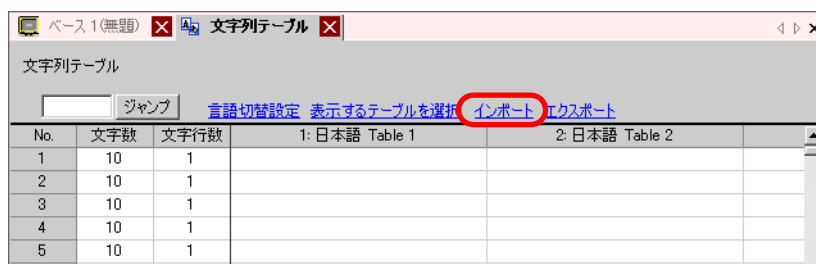 ベース1(無題) 文字列テーブル
文字列テーブル
ジャンプ 言語切替設定 表示するテーブルを選択 インポート エクスポート
No. 文字数 文字行数 1: 日本語 Table 1 2: 日本語 Table 2
1 10 1
2 10 1
3 10 1
4 10 1
5 10 1